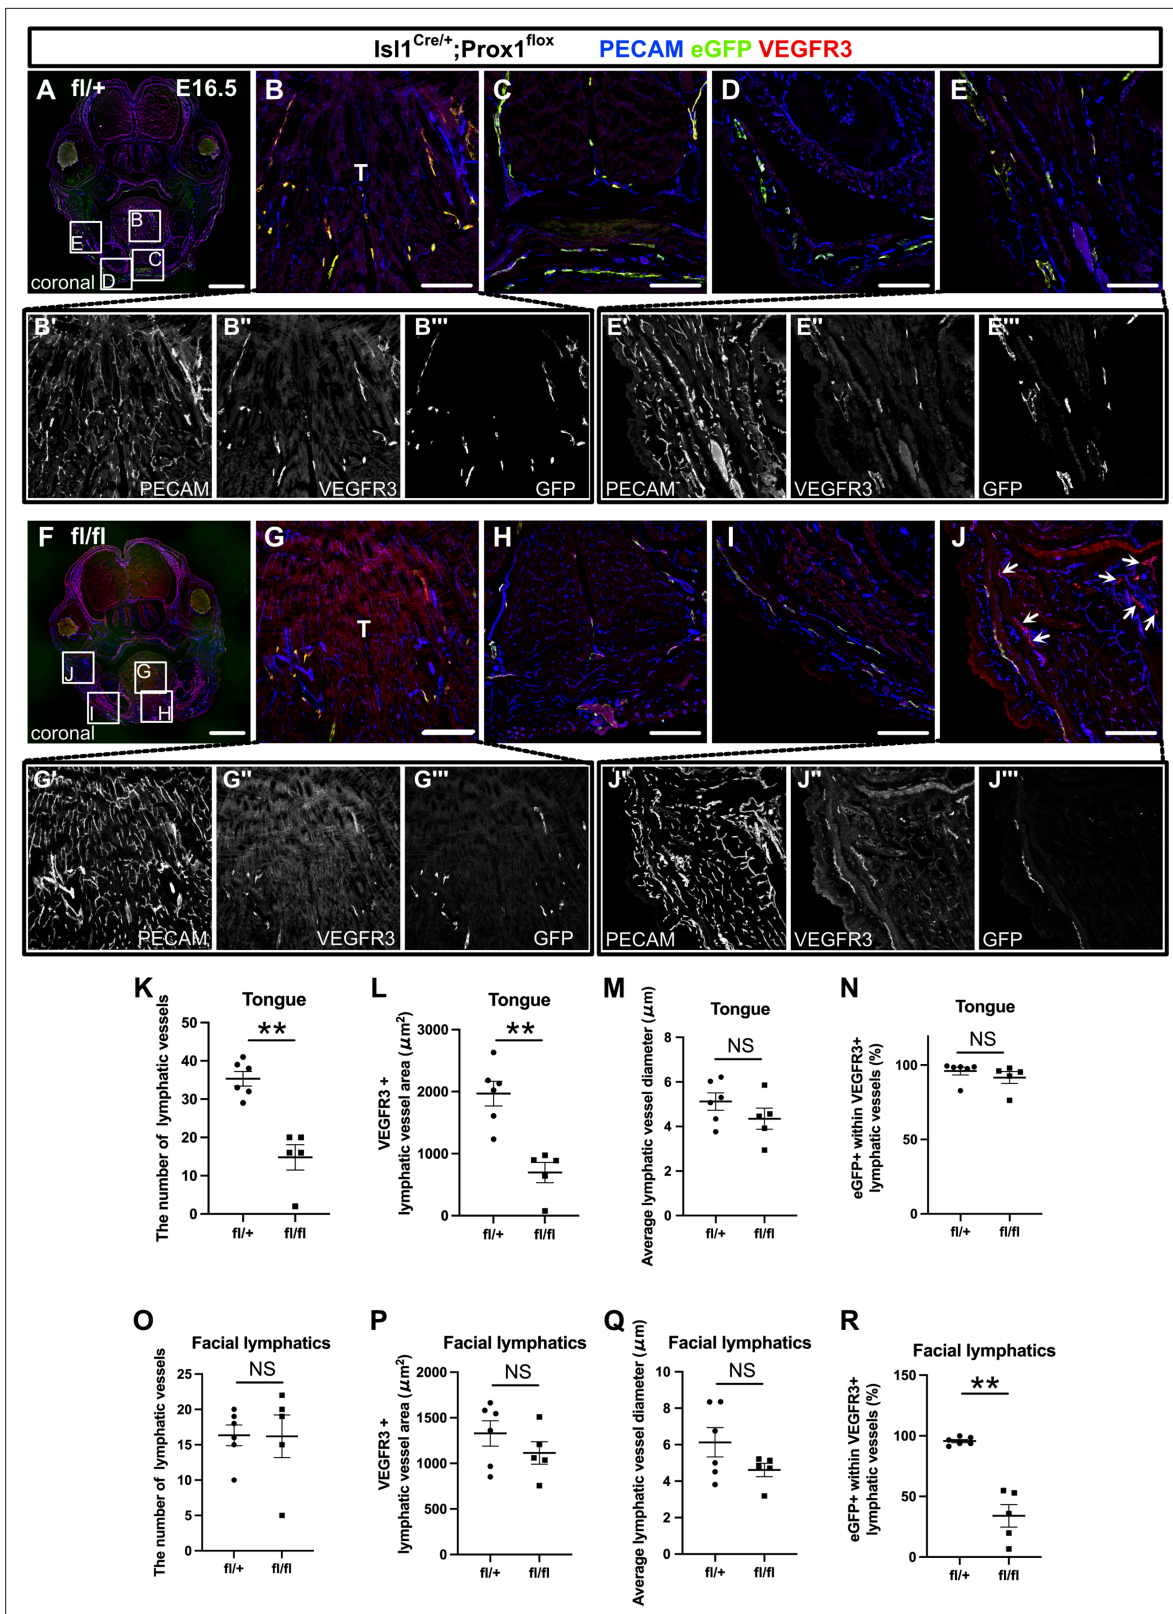 Isl1Cre/+;Prox1flox PECAM eGFP VEGFR3
A fl/+ E16.5
B
C
D
E
T
B
E
C
D
coronal
B'
B''
B'''
E'
E''
E'''
PECAM
VEGFR3
GFP
PECAM
VEGFR3
GFP
F fl/fl
G
H
I
J
T
J
G
I
H
coronal
G'
G''
G'''
J'
J''
J'''
PECAM
VEGFR3
GFP
PECAM
VEGFR3
GFP
K
Tongue
The number of lymphatic vessels
50
40
30
20
10
0
**
fl/+
fl/fl
L
Tongue
VEGFR3 +
lymphatic vessel area (μm²)
3000
2000
1000
0
**
fl/+
fl/fl
M
Tongue
Average lymphatic vessel diameter (μm)
8
6
4
2
0
NS
fl/+
fl/fl
N
Tongue
eGFP+ within VEGFR3+
lymphatic vessels (%)
100
50
0
NS
fl/+
fl/fl
O
Facial lymphatics
The number of lymphatic vessels
25
20
15
10
5
0
NS
fl/+
fl/fl
P
Facial lymphatics
VEGFR3 +
lymphatic vessel area (μm²)
2000
1500
1000
500
0
NS
fl/+
fl/fl
Q
Facial lymphatics
Average lymphatic vessel diameter (μm)
10
8
6
4
2
0
NS
fl/+
fl/fl
R
Facial lymphatics
eGFP+ within VEGFR3+
lymphatic vessels (%)
150
100
50
0
**
fl/+
fl/fl